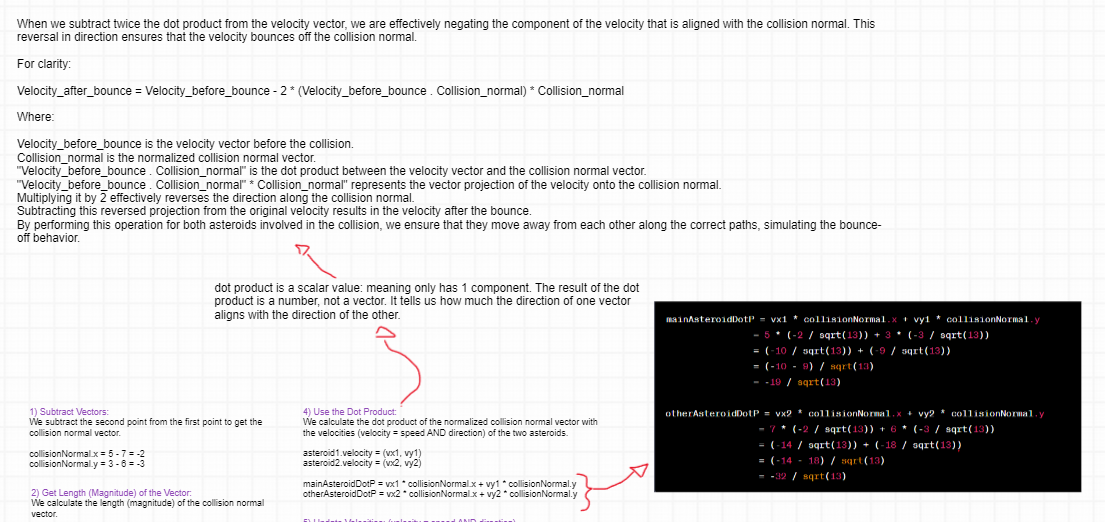 When we subtract twice the dot product from the velocity vector, we are effectively negating the component of the velocity that is aligned with the collision normal. This
reversal in direction ensures that the velocity bounces off the collision normal.
For clarity:
Velocity_after_bounce = Velocity_before_bounce - 2 * (Velocity_before_bounce . Collision_normal) * Collision_normal
Where:
Velocity_before_bounce is the velocity vector before the collision.
Collision_normal is the normalized collision normal vector.
"Velocity_before_bounce . Collision_normal" is the dot product between the velocity vector and the collision normal vector.
"Velocity_before_bounce . Collision_normal" * Collision_normal" represents the vector projection of the velocity onto the collision normal.
Multiplying it by 2 effectively reverses the direction along the collision normal.
Subtracting this reversed projection from the original velocity results in the velocity after the bounce.
By performing this operation for both asteroids involved in the collision, we ensure that they move away from each other along the correct paths, simulating the bounce-
off behavior.
dot product is a scalar value: meaning only has 1 component. The result of the dot
product is a number, not a vector. It tells us how much the direction of one vector
aligns with the direction of the other.
mainAsteroidDotP = vx1 * collisionNormal.x + vy1 * collisionNormal.y
= 5 * (-2 / sqrt(13)) + 3 * (-3 / sqrt(13))
= (-10 / sqrt(13)) + (-9 / sqrt(13))
= (-10 - 9) / sqrt(13)
= -19 / sqrt(13)
otherAsteroidDotP = vx2 * collisionNormal.x + vy2 * collisionNormal.y
= 7 * (-2 / sqrt(13)) + 6 * (-3 / sqrt(13))
= (-14 / sqrt(13)) + (-18 / sqrt(13))
= (-14 - 18) / sqrt(13)
= -32 / sqrt(13)
1) Subtract Vectors:
We subtract the second point from the first point to get the
collision normal vector.
collisionNormal.x = 5 - 7 = -2
collisionNormal.y = 3 - 6 = -3
2) Get Length (Magnitude) of the Vector:
We calculate the length (magnitude) of the collision normal
vector.
4) Use the Dot Product:
We calculate the dot product of the normalized collision normal vector with
the velocities (velocity = speed AND direction) of the two asteroids.
asteroid1.velocity = (vx1, vy1)
asteroid2.velocity = (vx2, vy2)
mainAsteroidDotP = vx1 * collisionNormal.x + vy1 * collisionNormal.y
otherAsteroidDotP = vx2 * collisionNormal.x + vy2 * collisionNormal.y
5) Update Velocities: (velocity = speed AND direction)